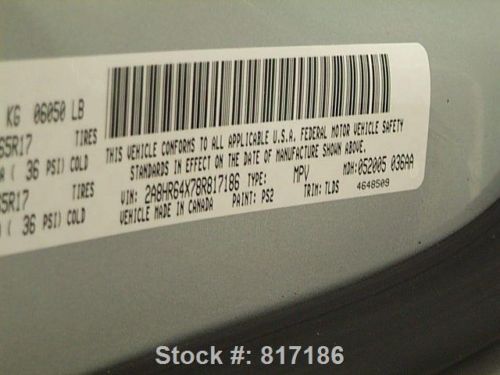 KG 06050 LB
65R17 TIRES
A ( 36 PSI) COLD
65R17 TIRES
( 36 PSI) COLD
THIS VEHICLE CONFORMS TO ALL APPLICABLE U.S.A. FEDERAL MOTOR VEHICLE SAFETY
STANDARDS IN EFFECT ON THE DATE OF MANUFACTURE SHOWN ABOVE.
VIN: 2A8HR64X78R817186 TYPE: MPV MDH: 052005 036AA
VEHICLE MADE IN CANADA PAINT: PS2 TRIM: TLDS 4648509
Stock #: 817186